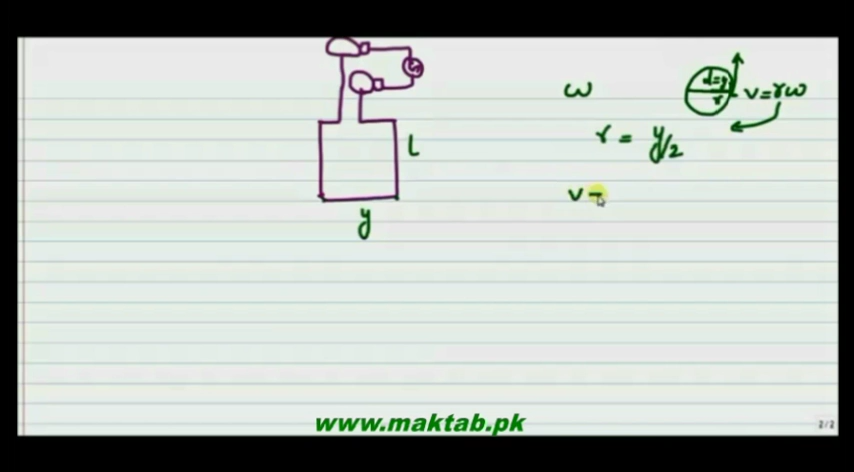 ω
d=y
r
v=rω
r = y/2
L
v -
y
www.maktab.pk
2/2